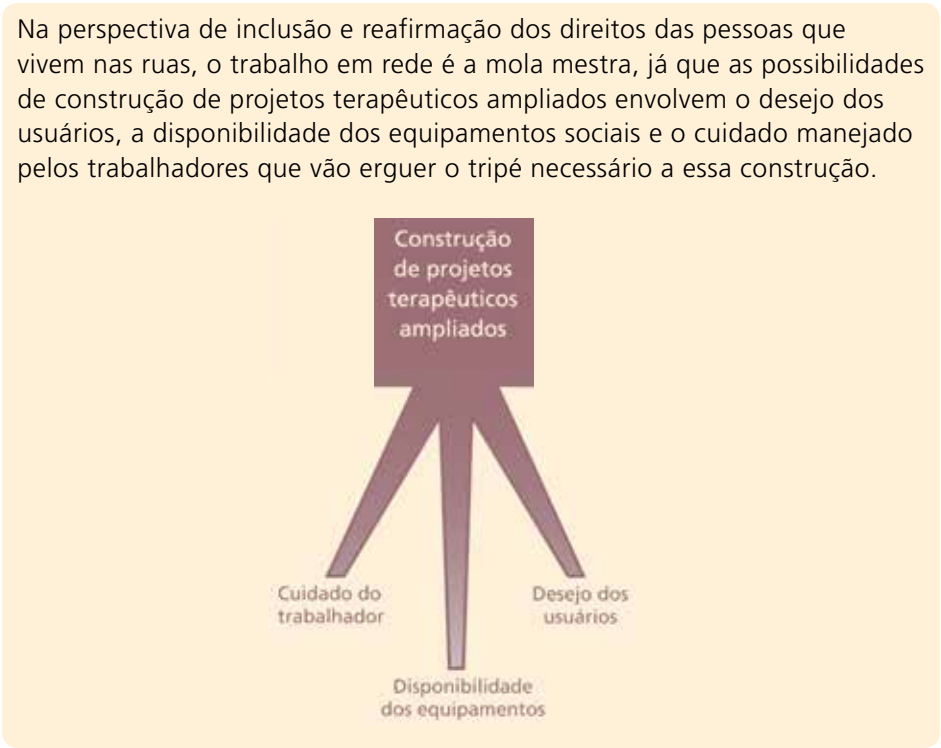 Na perspectiva de inclusão e reafirmação dos direitos das pessoas que
vivem nas ruas, o trabalho em rede é a mola mestra, já que as possibilidades
de construção de projetos terapêuticos ampliados envolvem o desejo dos
usuários, a disponibilidade dos equipamentos sociais e o cuidado manejado
pelos trabalhadores que vão erguer o tripé necessário a essa construção.
Construção
de projetos
terapêuticos
ampliados
Cuidado do
trabalhador
Desejo dos
usuários
Disponibilidade
dos equipamentos